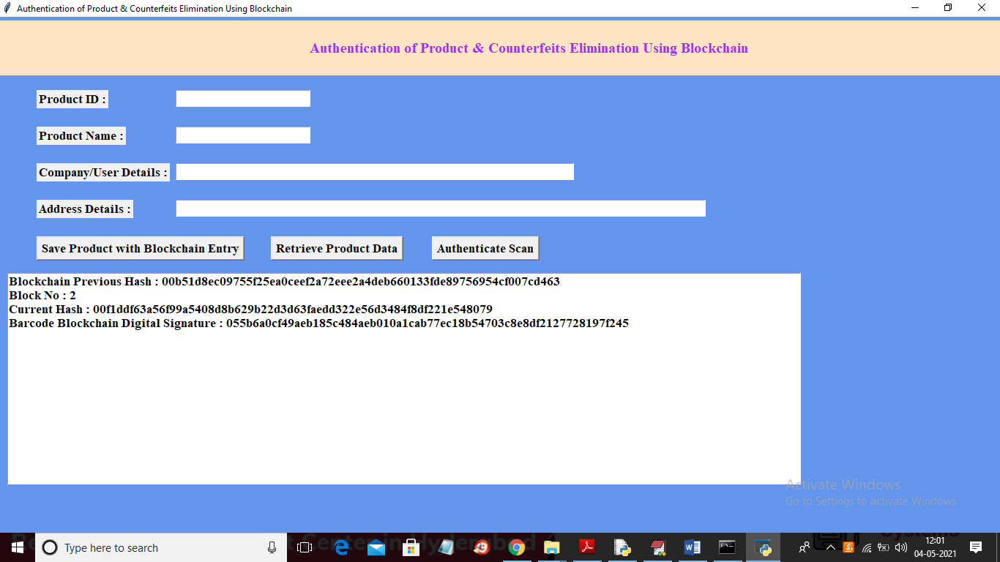 Authentication of Product & Counterfeits Elimination Using Blockchain
Authentication of Product & Counterfeits Elimination Using Blockchain
Product ID :
Product Name :
Company/User Details :
Address Details :
Save Product with Blockchain Entry Retrieve Product Data Authenticate Scan
Blockchain Previous Hash : 00b51d8ec09755f25ea0ceef2a72eee2a4deb660133fde89756954cf007cd463
Block No : 2
Current Hash : 00f1ddf63a56f99a5408d8b629b22d3d63faedd322e56d3484f8df221e548079
Barcode Blockchain Digital Signature : 055b6a0cf49aeb185c484aeb010a1cab77ec18b54703c8e8df2127728197f245
Activate Windows
Go to Settings to activate Windows.
Type here to search
12:01
04-05-2021